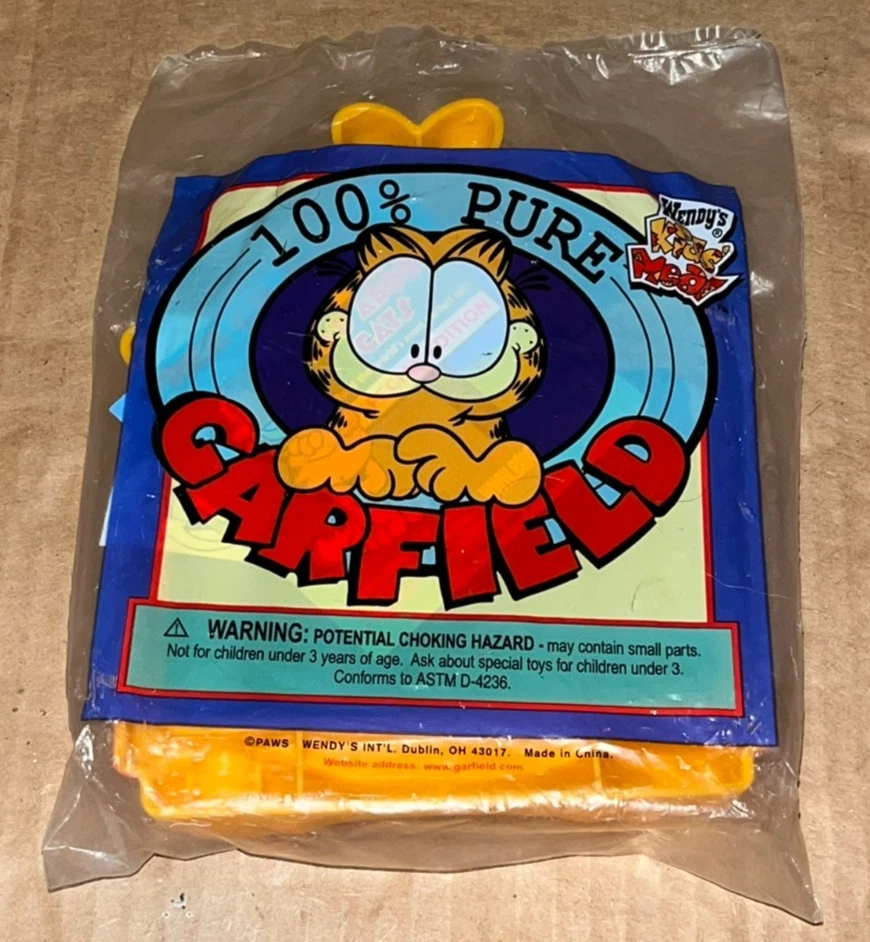 100% PURE
WENDY'S®
Kids'
Meal
GARFIELD
⚠ WARNING: POTENTIAL CHOKING HAZARD - may contain small parts.
Not for children under 3 years of age. Ask about special toys for children under 3.
Conforms to ASTM D-4236.
©PAWS WENDY'S INT'L. Dublin, OH 43017. Made in China.
Website address: www.garfield.com